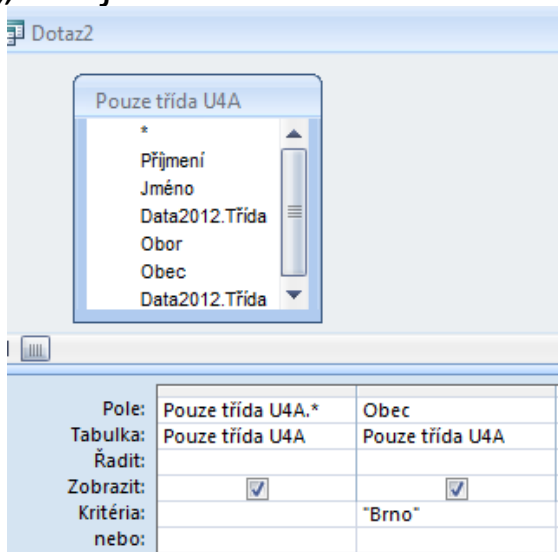 Dotaz2
Pouze třída U4A
*
Příjmení
Jméno
Data2012.Třída
Obor
Obec
Data2012.Třída
Pole: Pouze třída U4A.* Obec
Tabulka: Pouze třída U4A Pouze třída U4A
Řadit:
Zobrazit:
Kritéria: "Brno"
nebo: